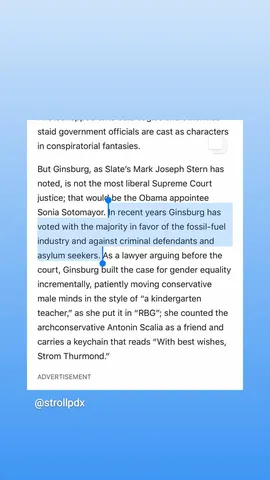 staid government officials are cast as characters
in conspiratorial fantasies.
But Ginsburg, as Slate’s Mark Joseph Stern has
noted, is not the most liberal Supreme Court
justice; that would be the Obama appointee
Sonia Sotomayor. In recent years Ginsburg has
voted with the majority in favor of the fossil-fuel
industry and against criminal defendants and
asylum seekers. As a lawyer arguing before the
court, Ginsburg built the case for gender equality
incrementally, patiently moving conservative
male minds in the style of “a kindergarten
teacher,” as she put it in “RBG”; she counted the
archconservative Antonin Scalia as a friend and
carries a keychain that reads “With best wishes,
Strom Thurmond.”
ADVERTISEMENT
@strollpdx